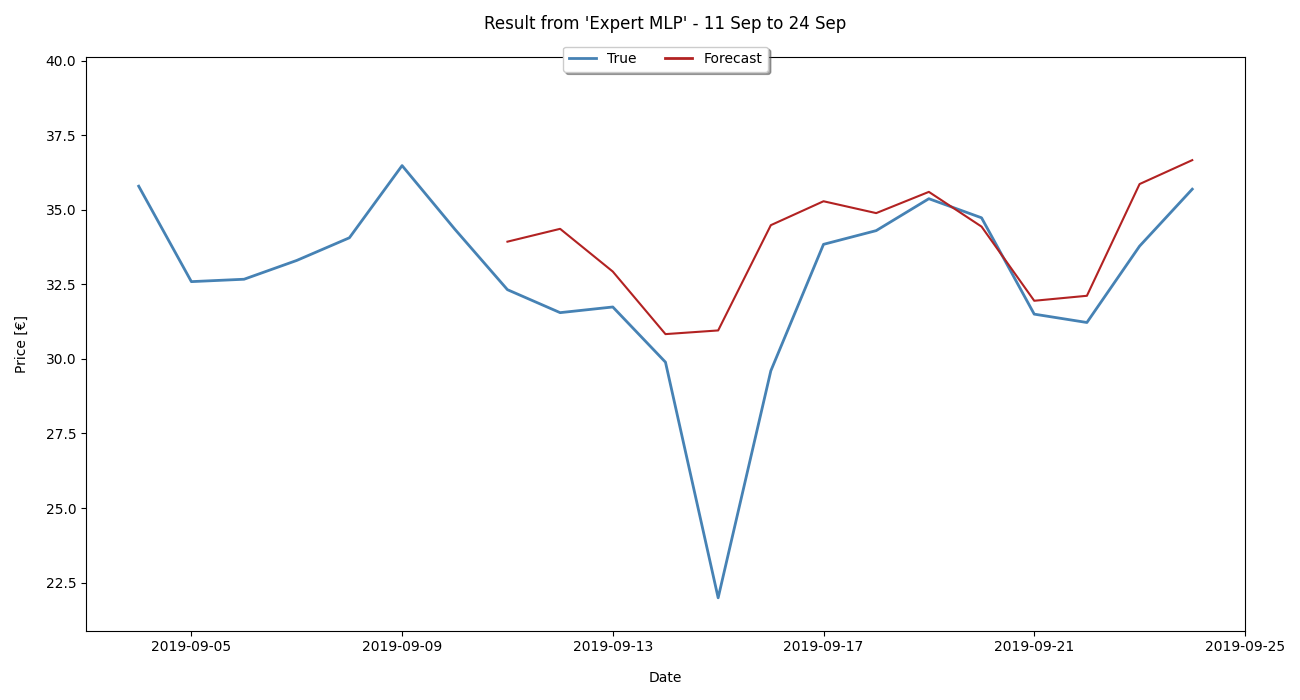 Result from 'Expert MLP' - 11 Sep to 24 Sep
True Forecast
40.0
37.5
35.0
32.5
30.0
27.5
25.0
22.5
Price [€]
2019-09-05 2019-09-09 2019-09-13 2019-09-17 2019-09-21 2019-09-25
Date